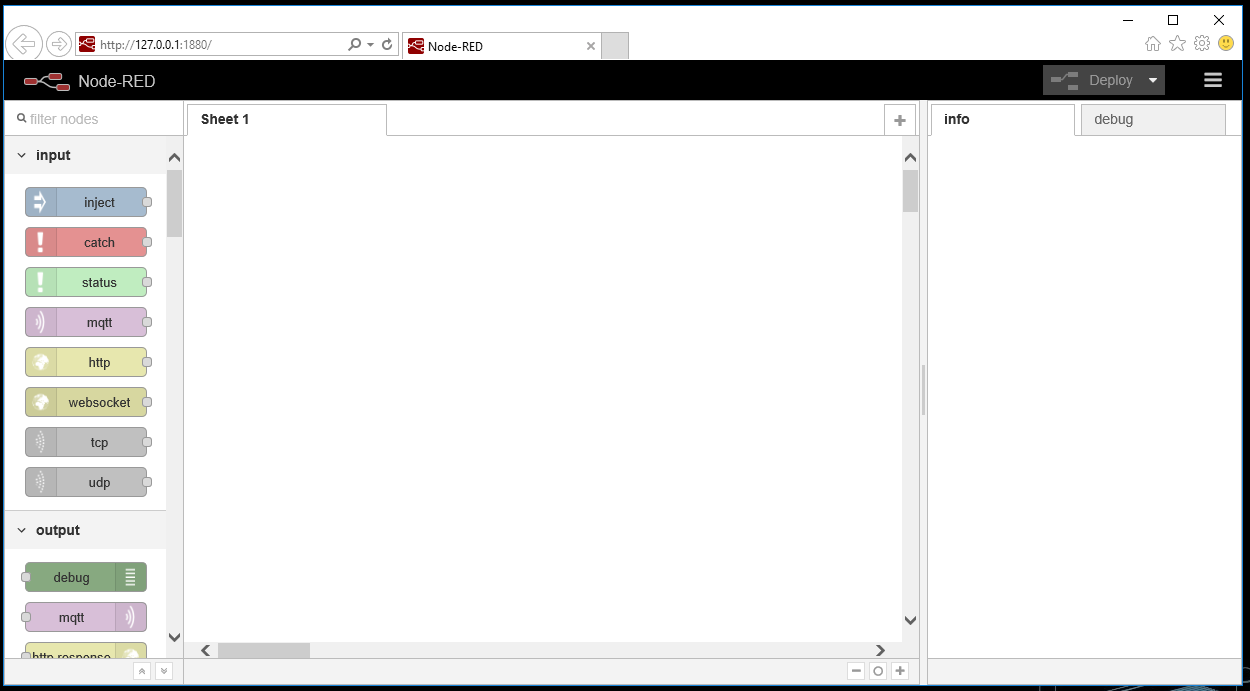 http://127.0.0.1:1880/
Node-RED
Node-RED
Deploy
filter nodes
Sheet 1
info
debug
input
inject
catch
status
mqtt
http
websocket
tcp
udp
output
debug
mqtt
http response